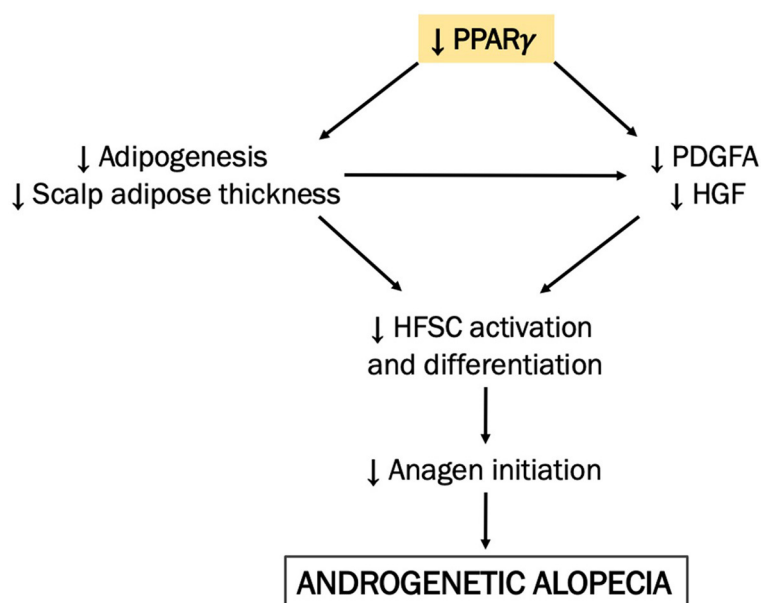 ↓ PPARγ
↓ Adipogenesis
↓ Scalp adipose thickness
↓ PDGFA
↓ HGF
↓ HFSC activation
and differentiation
↓ Anagen initiation
ANDROGENETIC ALOPECIA